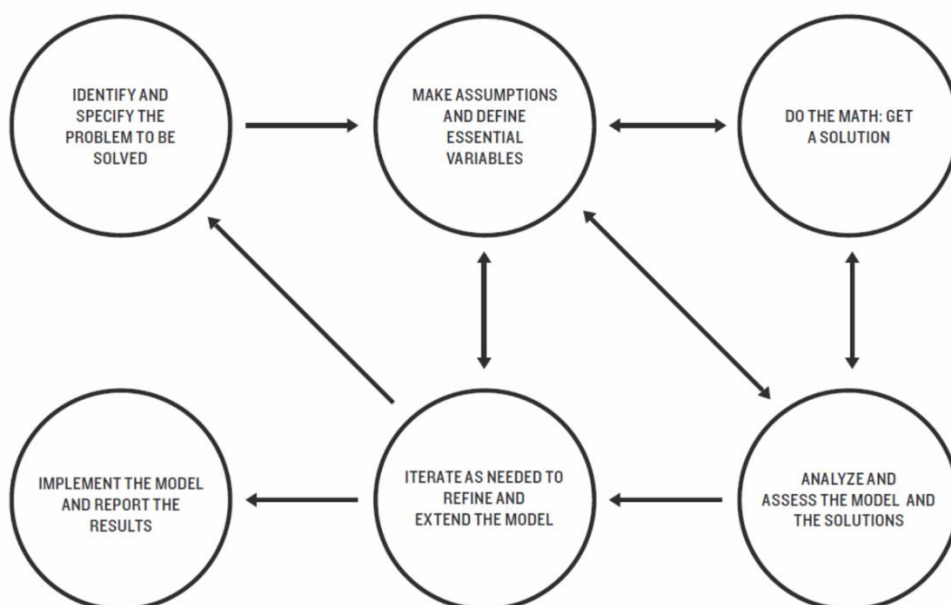 IDENTIFY AND
SPECIFY THE
PROBLEM TO BE
SOLVED
MAKE ASSUMPTIONS
AND DEFINE
ESSENTIAL
VARIABLES
DO THE MATH: GET
A SOLUTION
IMPLEMENT THE MODEL
AND REPORT THE
RESULTS
ITERATE AS NEEDED TO
REFINE AND
EXTEND THE MODEL
ANALYZE AND
ASSESS THE MODEL AND
THE SOLUTIONS